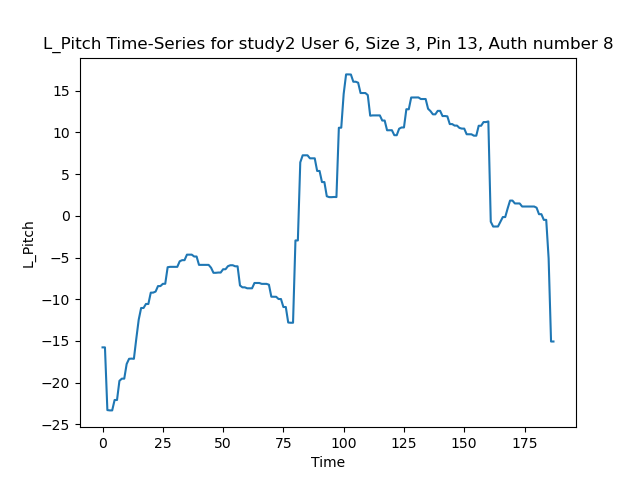 L_Pitch Time-Series for study2 User 6, Size 3, Pin 13, Auth number 8
15
10
5
0
−5
−10
−15
−20
−25
L_Pitch
0 25 50 75 100 125 150 175
Time